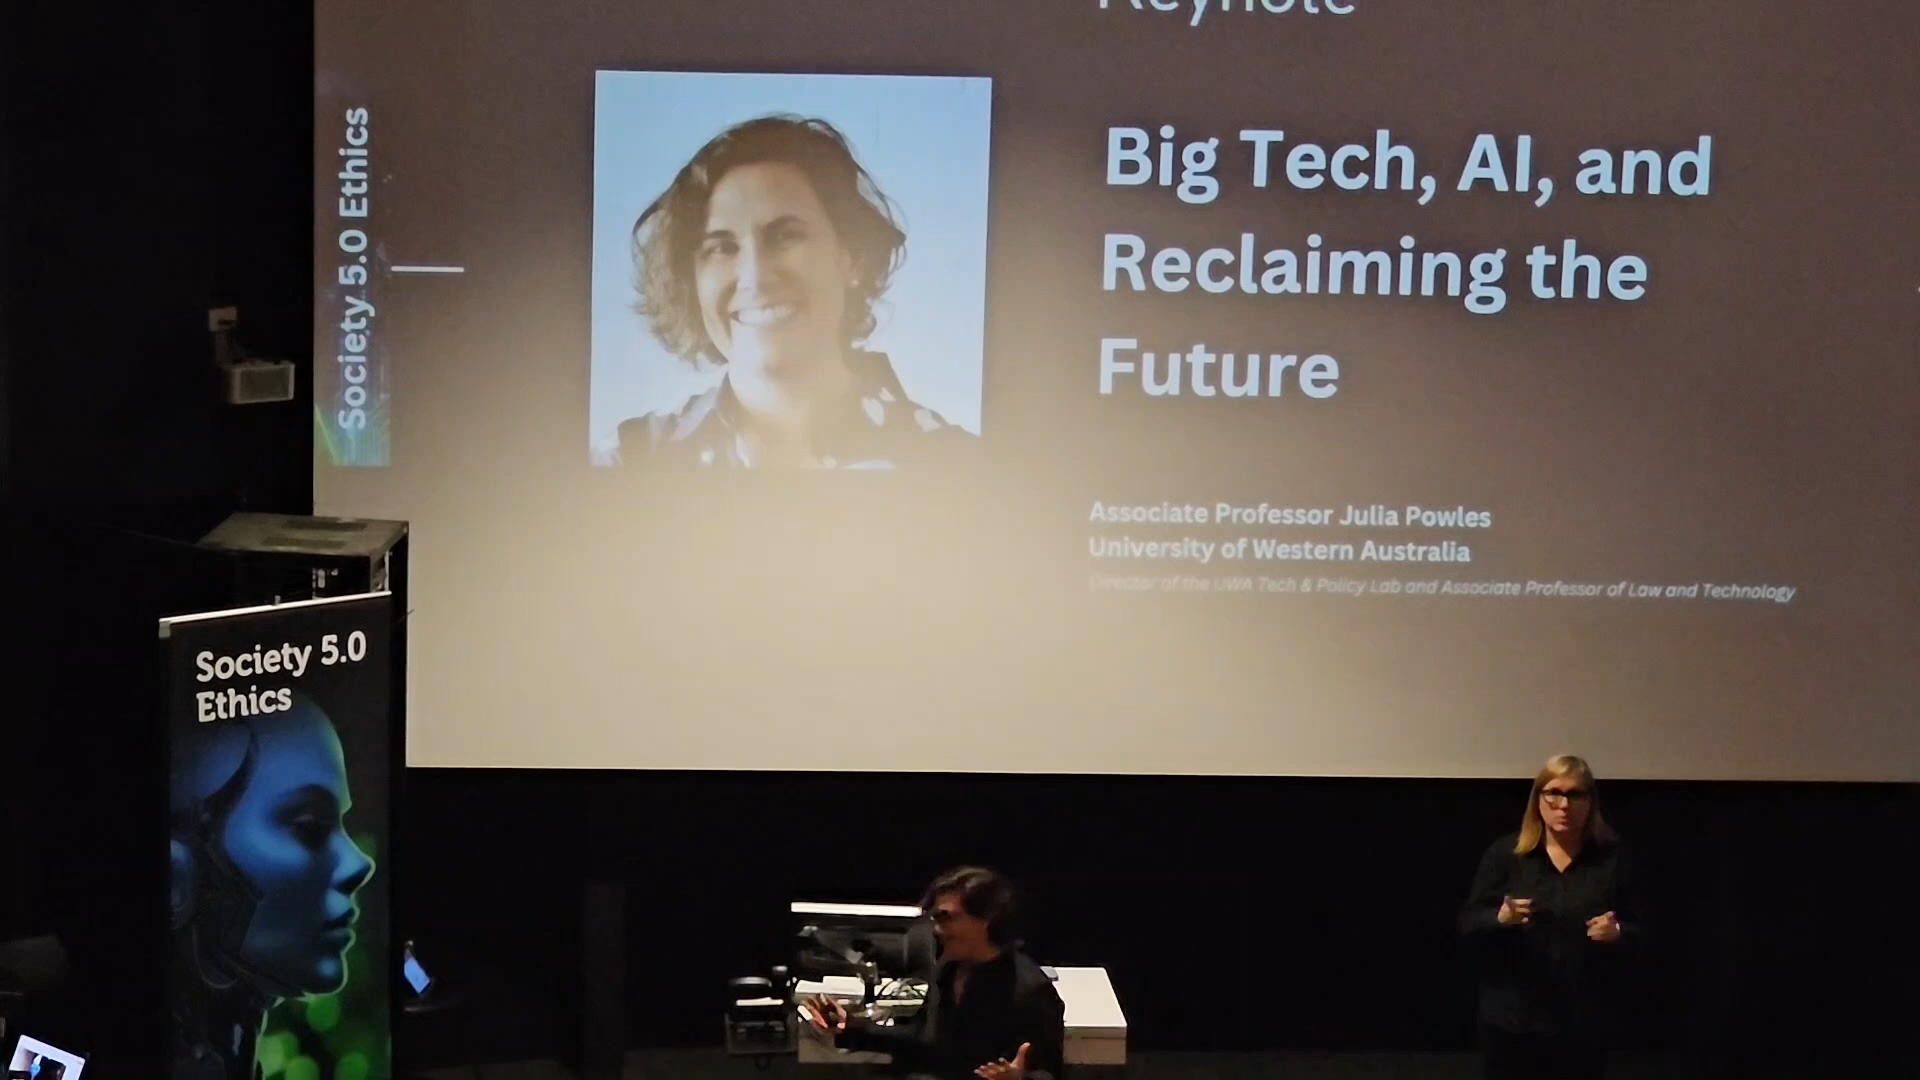 Keynote
Society 5.0 Ethics
Big Tech, AI, and
Reclaiming the
Future
Associate Professor Julia Powles
University of Western Australia
Director of the UWA Tech & Policy Lab and Associate Professor of Law and Technology
Society 5.0
Ethics